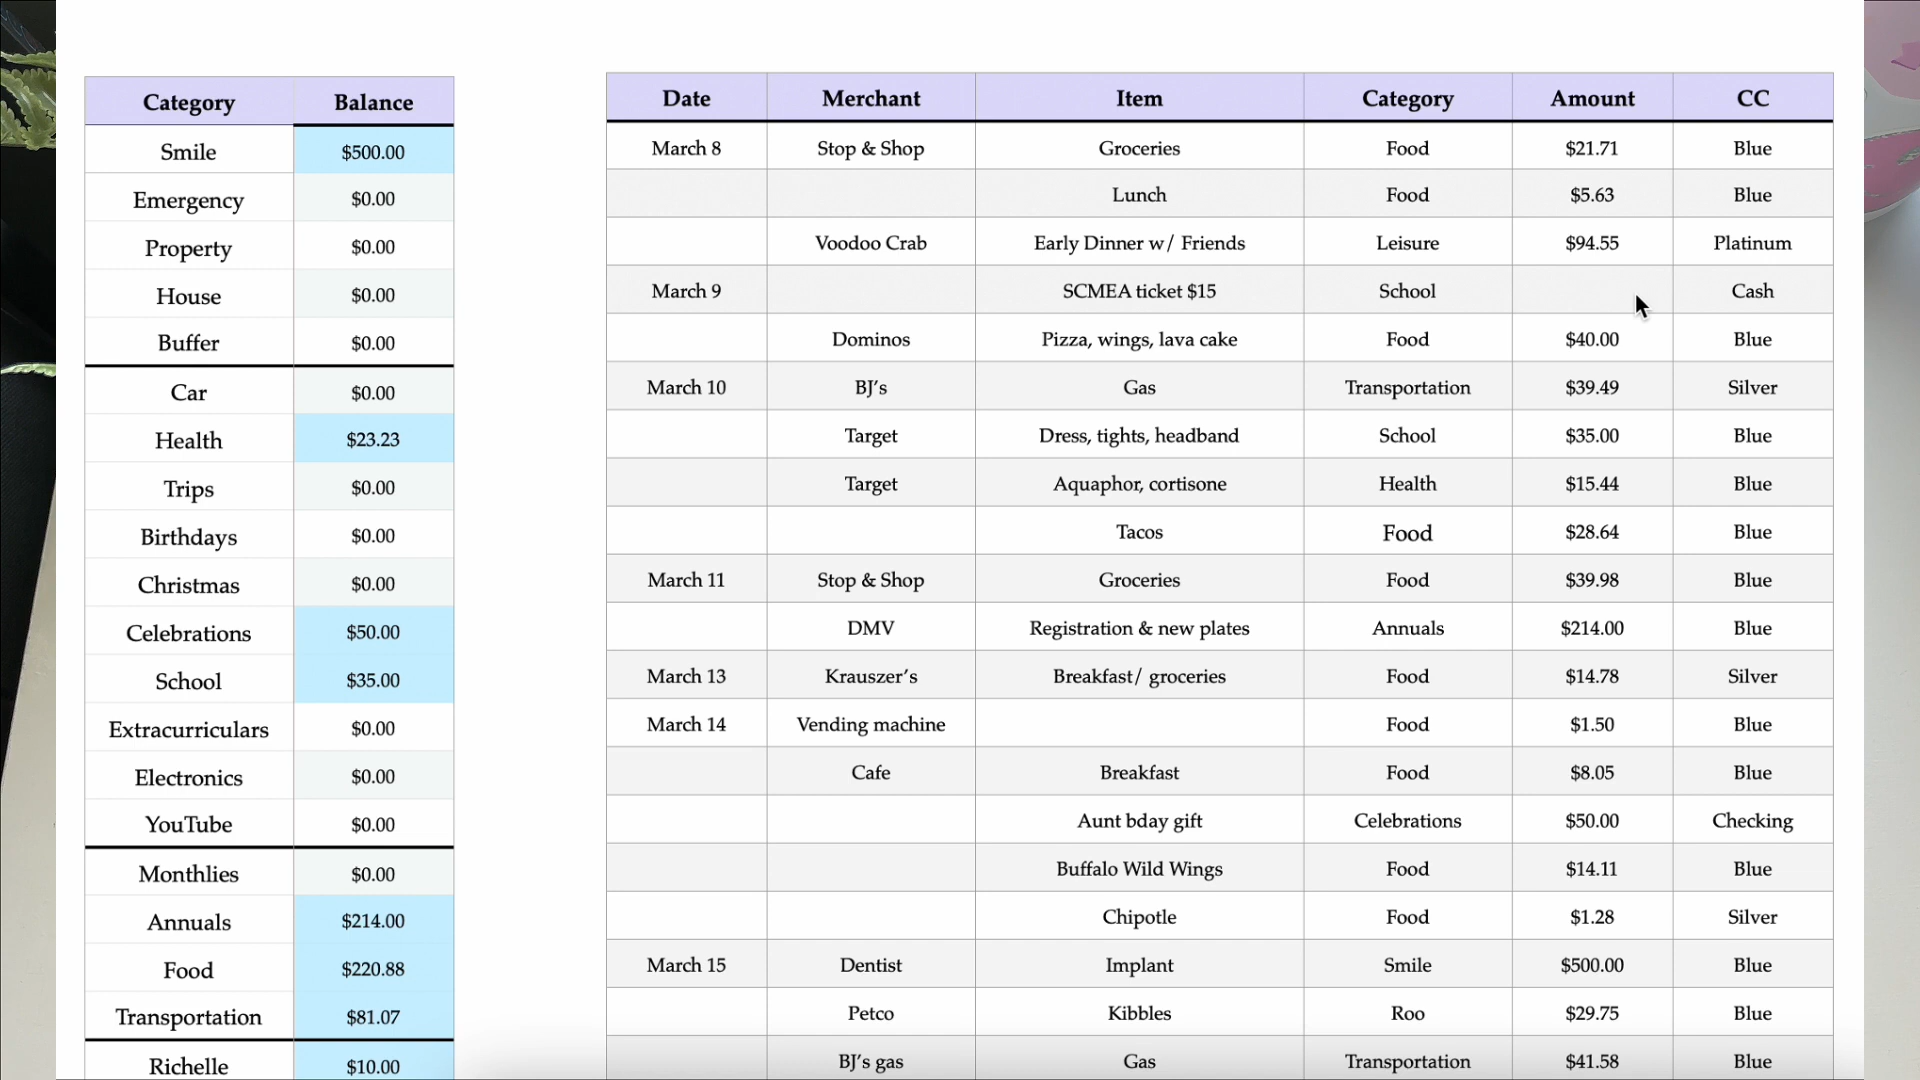 Category Balance
Smile $500.00
Emergency $0.00
Property $0.00
House $0.00
Buffer $0.00
Car $0.00
Health $23.23
Trips $0.00
Birthdays $0.00
Christmas $0.00
Celebrations $50.00
School $35.00
Extracurriculars $0.00
Electronics $0.00
YouTube $0.00
Monthlies $0.00
Annuals $214.00
Food $220.88
Transportation $81.07
Richelle $10.00
Date Merchant Item Category Amount CC
March 8 Stop & Shop Groceries Food $21.71 Blue
Lunch Food $5.63 Blue
Voodoo Crab Early Dinner w/ Friends Leisure $94.55 Platinum
March 9 SCMEA ticket $15 School Cash
Dominos Pizza, wings, lava cake Food $40.00 Blue
March 10 BJ's Gas Transportation $39.49 Silver
Target Dress, tights, headband School $35.00 Blue
Target Aquaphor, cortisone Health $15.44 Blue
Tacos Food $28.64 Blue
March 11 Stop & Shop Groceries Food $39.98 Blue
DMV Registration & new plates Annuals $214.00 Blue
March 13 Krauszer's Breakfast/ groceries Food $14.78 Silver
March 14 Vending machine Food $1.50 Blue
Cafe Breakfast Food $8.05 Blue
Aunt bday gift Celebrations $50.00 Checking
Buffalo Wild Wings Food $14.11 Blue
Chipotle Food $1.28 Silver
March 15 Dentist Implant Smile $500.00 Blue
Petco Kibbles Roo $29.75 Blue
BJ's gas Gas Transportation $41.58 Blue